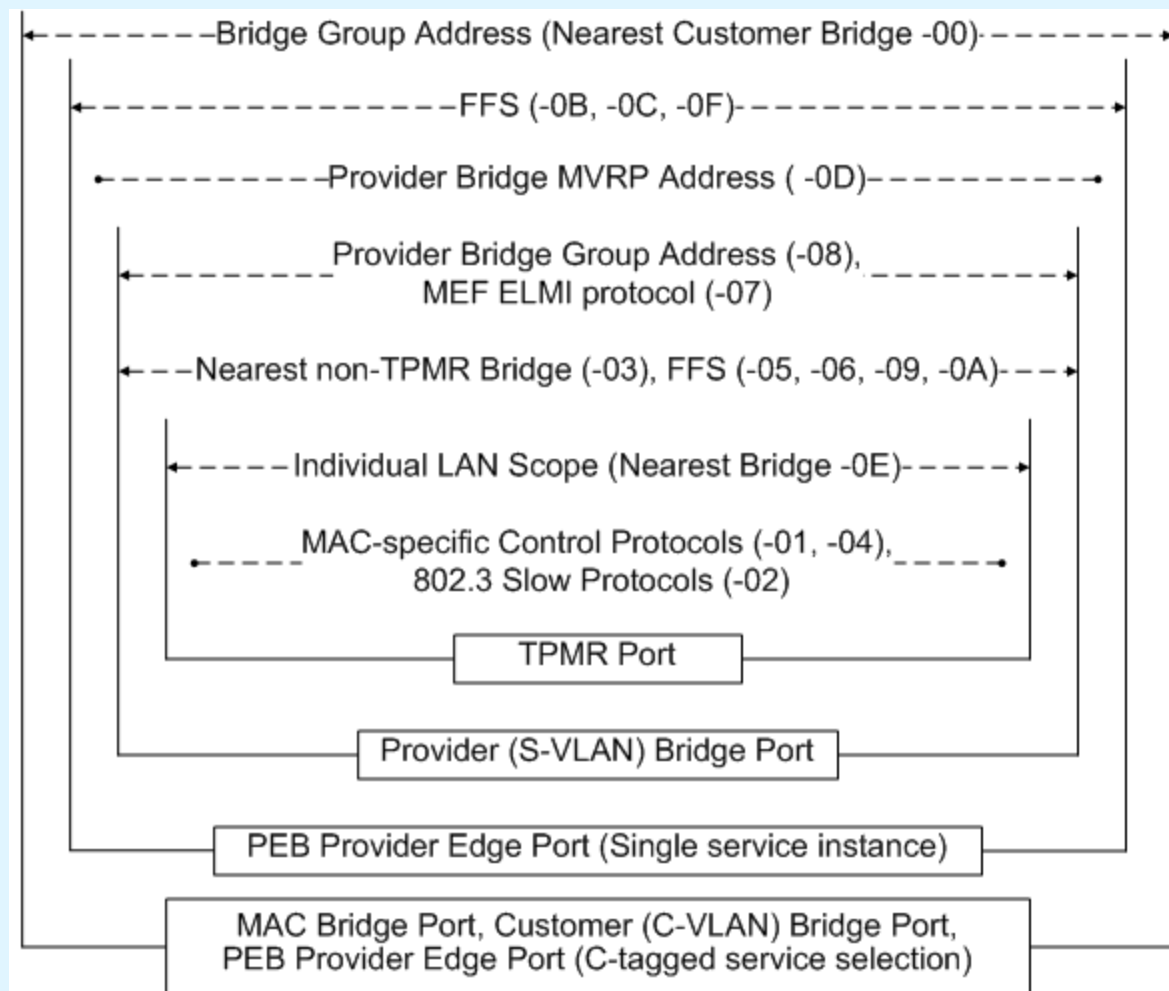 Bridge Group Address (Nearest Customer Bridge -00)
FFS (-0B, -0C, -0F)
Provider Bridge MVRP Address ( -0D)
Provider Bridge Group Address (-08),
MEF ELMI protocol (-07)
Nearest non-TPMR Bridge (-03), FFS (-05, -06, -09, -0A)
Individual LAN Scope (Nearest Bridge -0E)
MAC-specific Control Protocols (-01, -04),
802.3 Slow Protocols (-02)
TPMR Port
Provider (S-VLAN) Bridge Port
PEB Provider Edge Port (Single service instance)
MAC Bridge Port, Customer (C-VLAN) Bridge Port,
PEB Provider Edge Port (C-tagged service selection)